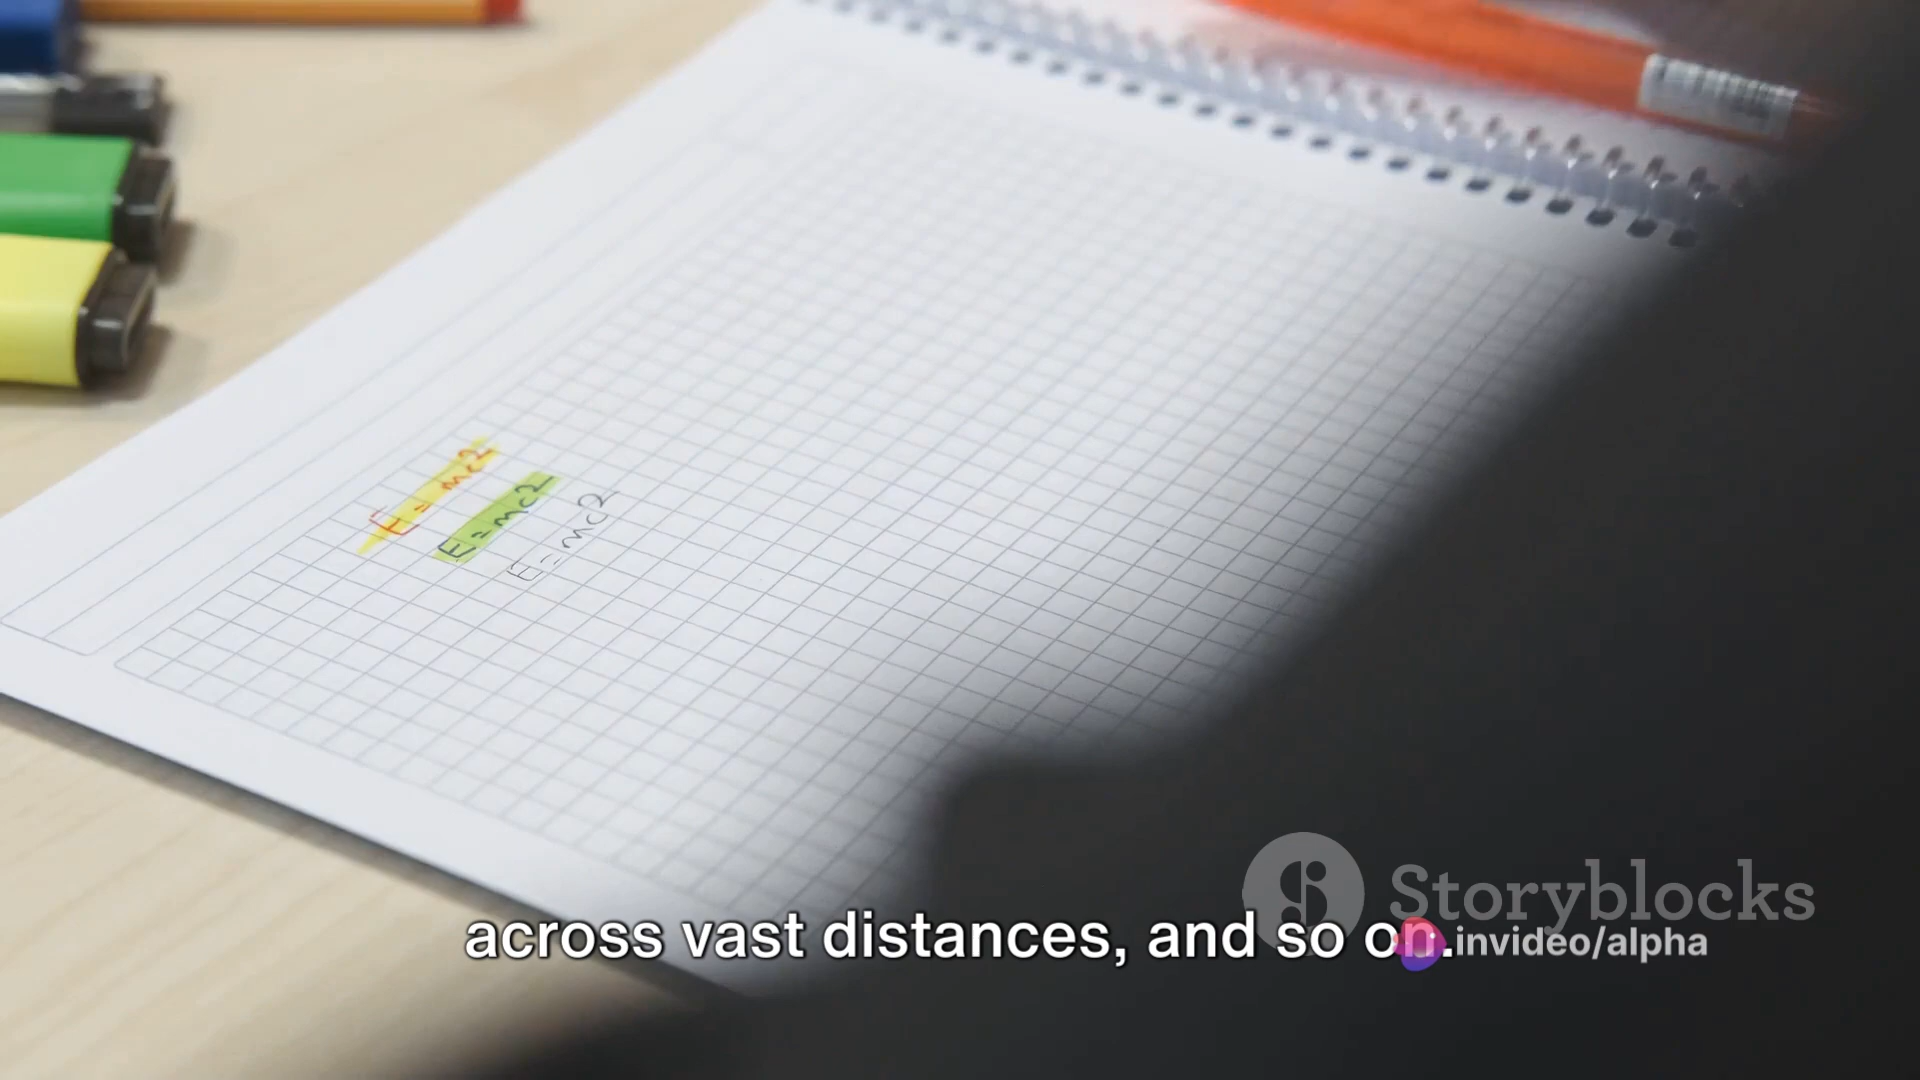 E = mc2
E = mc2
E = mc2
Storyblocks
across vast distances, and so on.
invideo/alpha